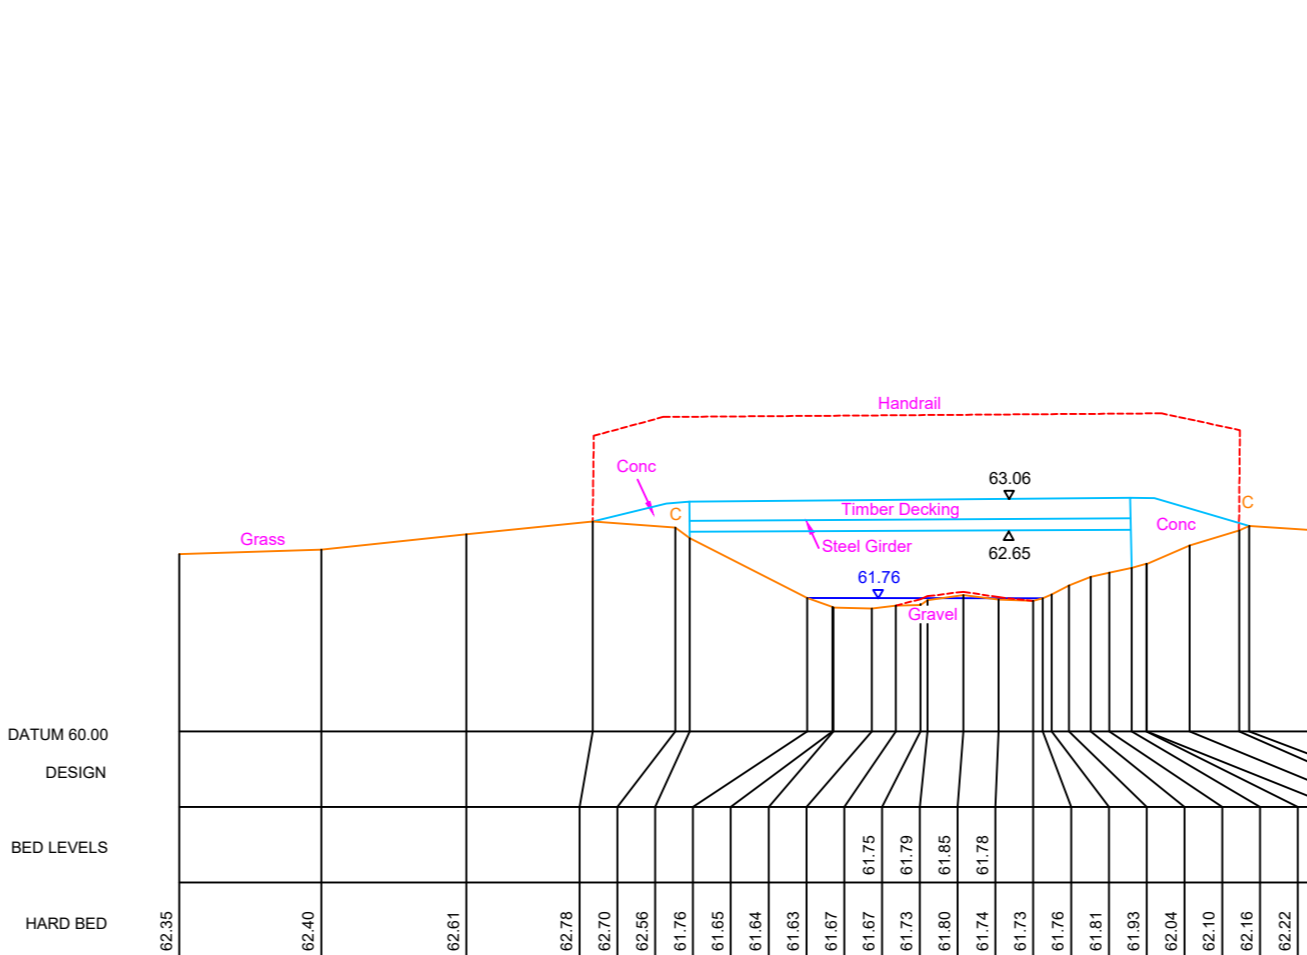 Handrail
Conc
63.06
C
C
Timber Decking
Conc
Grass
Steel Girder
62.65
61.76
Gravel
DATUM 60.00
DESIGN
BED LEVELS
61.75 61.79 61.85 61.78
HARD BED
62.35 62.40 62.61 62.78 62.70 62.56 61.76 61.65 61.64 61.63 61.67 61.67 61.73 61.80 61.74 61.73 61.76 61.81 61.93 62.04 62.10 62.16 62.22